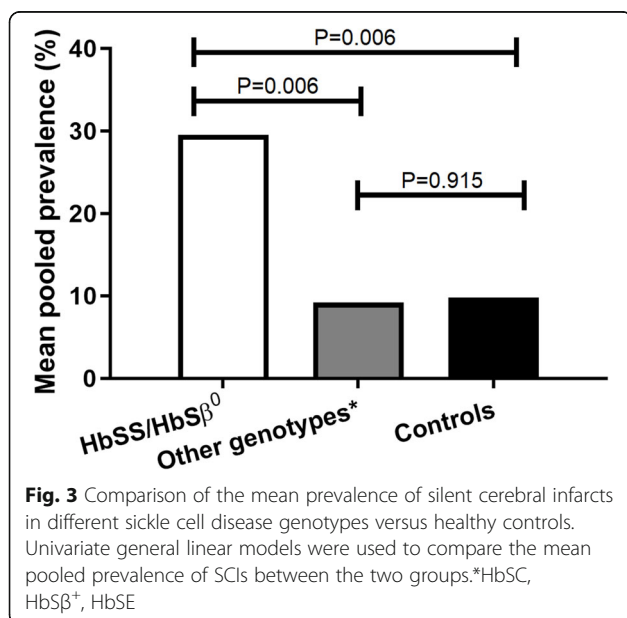 Mean pooled prevalence (%)
40
30
20
10
0
P=0.006
P=0.006
P=0.915
HbSS/HbSβ⁰
Other genotypes*
Controls
Fig. 3 Comparison of the mean prevalence of silent cerebral infarcts
in different sickle cell disease genotypes versus healthy controls.
Univariate general linear models were used to compare the mean
pooled prevalence of SCIs between the two groups.*HbSC,
HbSβ⁺, HbSE